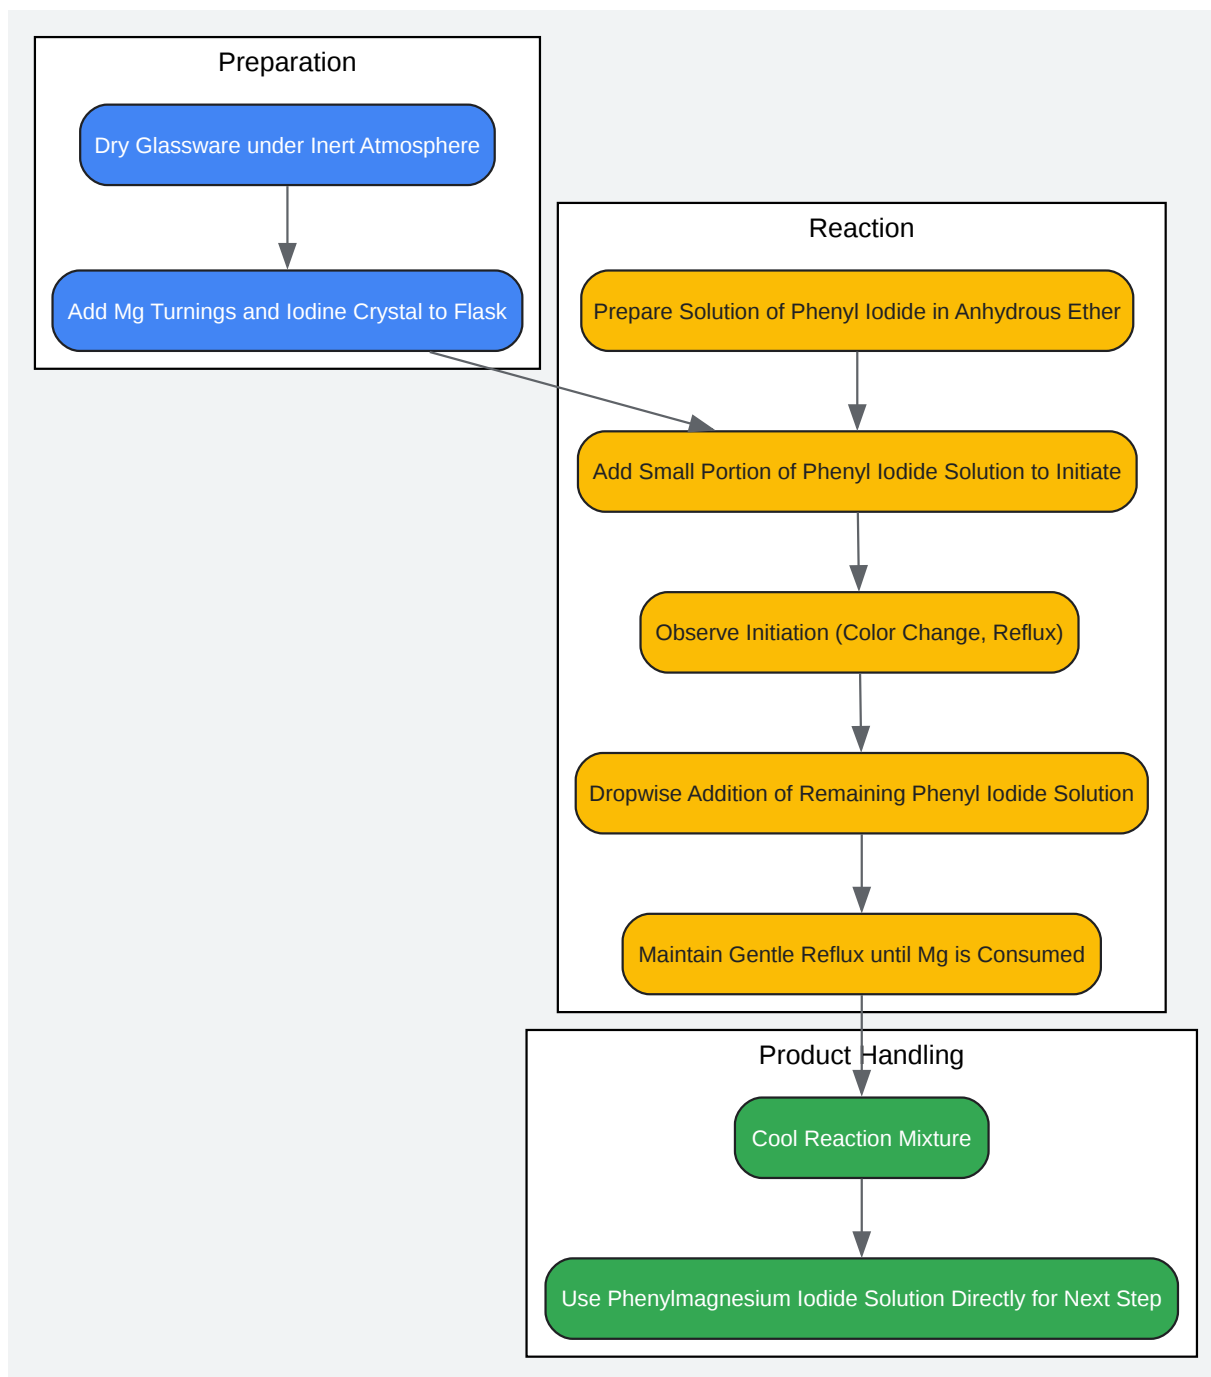 Preparation
Dry Glassware under Inert Atmosphere
Add Mg Turnings and Iodine Crystal to Flask
Reaction
Prepare Solution of Phenyl Iodide in Anhydrous Ether
Add Small Portion of Phenyl Iodide Solution to Initiate
Observe Initiation (Color Change, Reflux)
Dropwise Addition of Remaining Phenyl Iodide Solution
Maintain Gentle Reflux until Mg is Consumed
Product Handling
Cool Reaction Mixture
Use Phenylmagnesium Iodide Solution Directly for Next Step